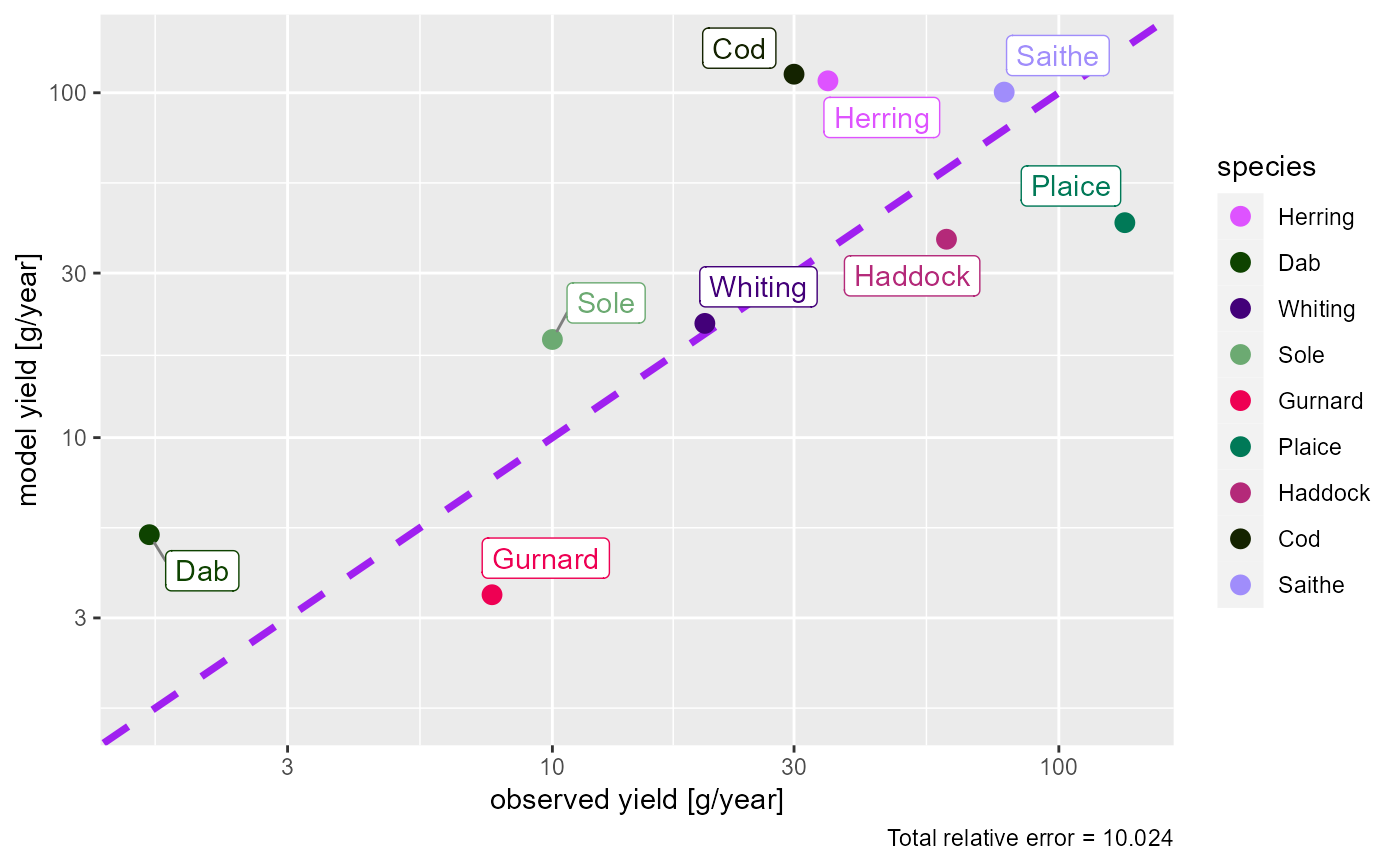 Cod
Saithe
Herring
Plaice
Haddock
Whiting
Sole
Gurnard
Dab
100
30
10
3
model yield [g/year]
3
10
30
100
observed yield [g/year]
Total relative error = 10.024
species
Herring
Dab
Whiting
Sole
Gurnard
Plaice
Haddock
Cod
Saithe